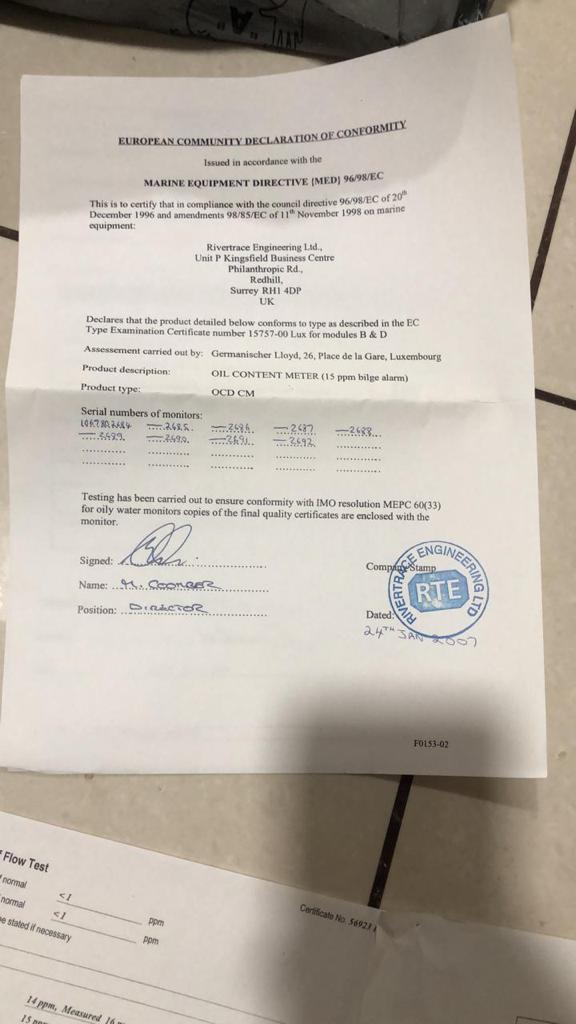 EUROPEAN COMMUNITY DECLARATION OF CONFORMITY
Issued in accordance with the
MARINE EQUIPMENT DIRECTIVE {MED} 96/98/EC
This is to certify that in compliance with the council directive 96/98/EC of 20th
December 1996 and amendments 98/85/EC of 11th November 1998 on marine
equipment:
Rivertrace Engineering Ltd.,
Unit P Kingsfield Business Centre
Philanthropic Rd.,
Redhill,
Surrey RH1 4DP
UK
Declares that the product detailed below conforms to type as described in the EC
Type Examination Certificate number 15757-00 Lux for modules B & D
Assessement carried out by: Germanischer Lloyd, 26, Place de la Gare, Luxembourg
Product description: OIL CONTENT METER (15 ppm bilge alarm)
Product type: OCD CM
Serial numbers of monitors:
—2685. —2686. —2687 —2688
—2689. —2690. —2691. —2692
Testing has been carried out to ensure conformity with IMO resolution MEPC 60(33)
for oily water monitors copies of the final quality certificates are enclosed with the
monitor.
Signed:
Name: M. COOMBER
Position: DIRECTOR
Company Stamp
RIVERTRACE ENGINEERING LTD
RTE
Dated:
24TH JAN 2007
F0153-02
Flow Test
normal <1 ppm
normal <1 ppm
be stated if necessary
Certificate No. 56923
14 ppm, Measured 16
15